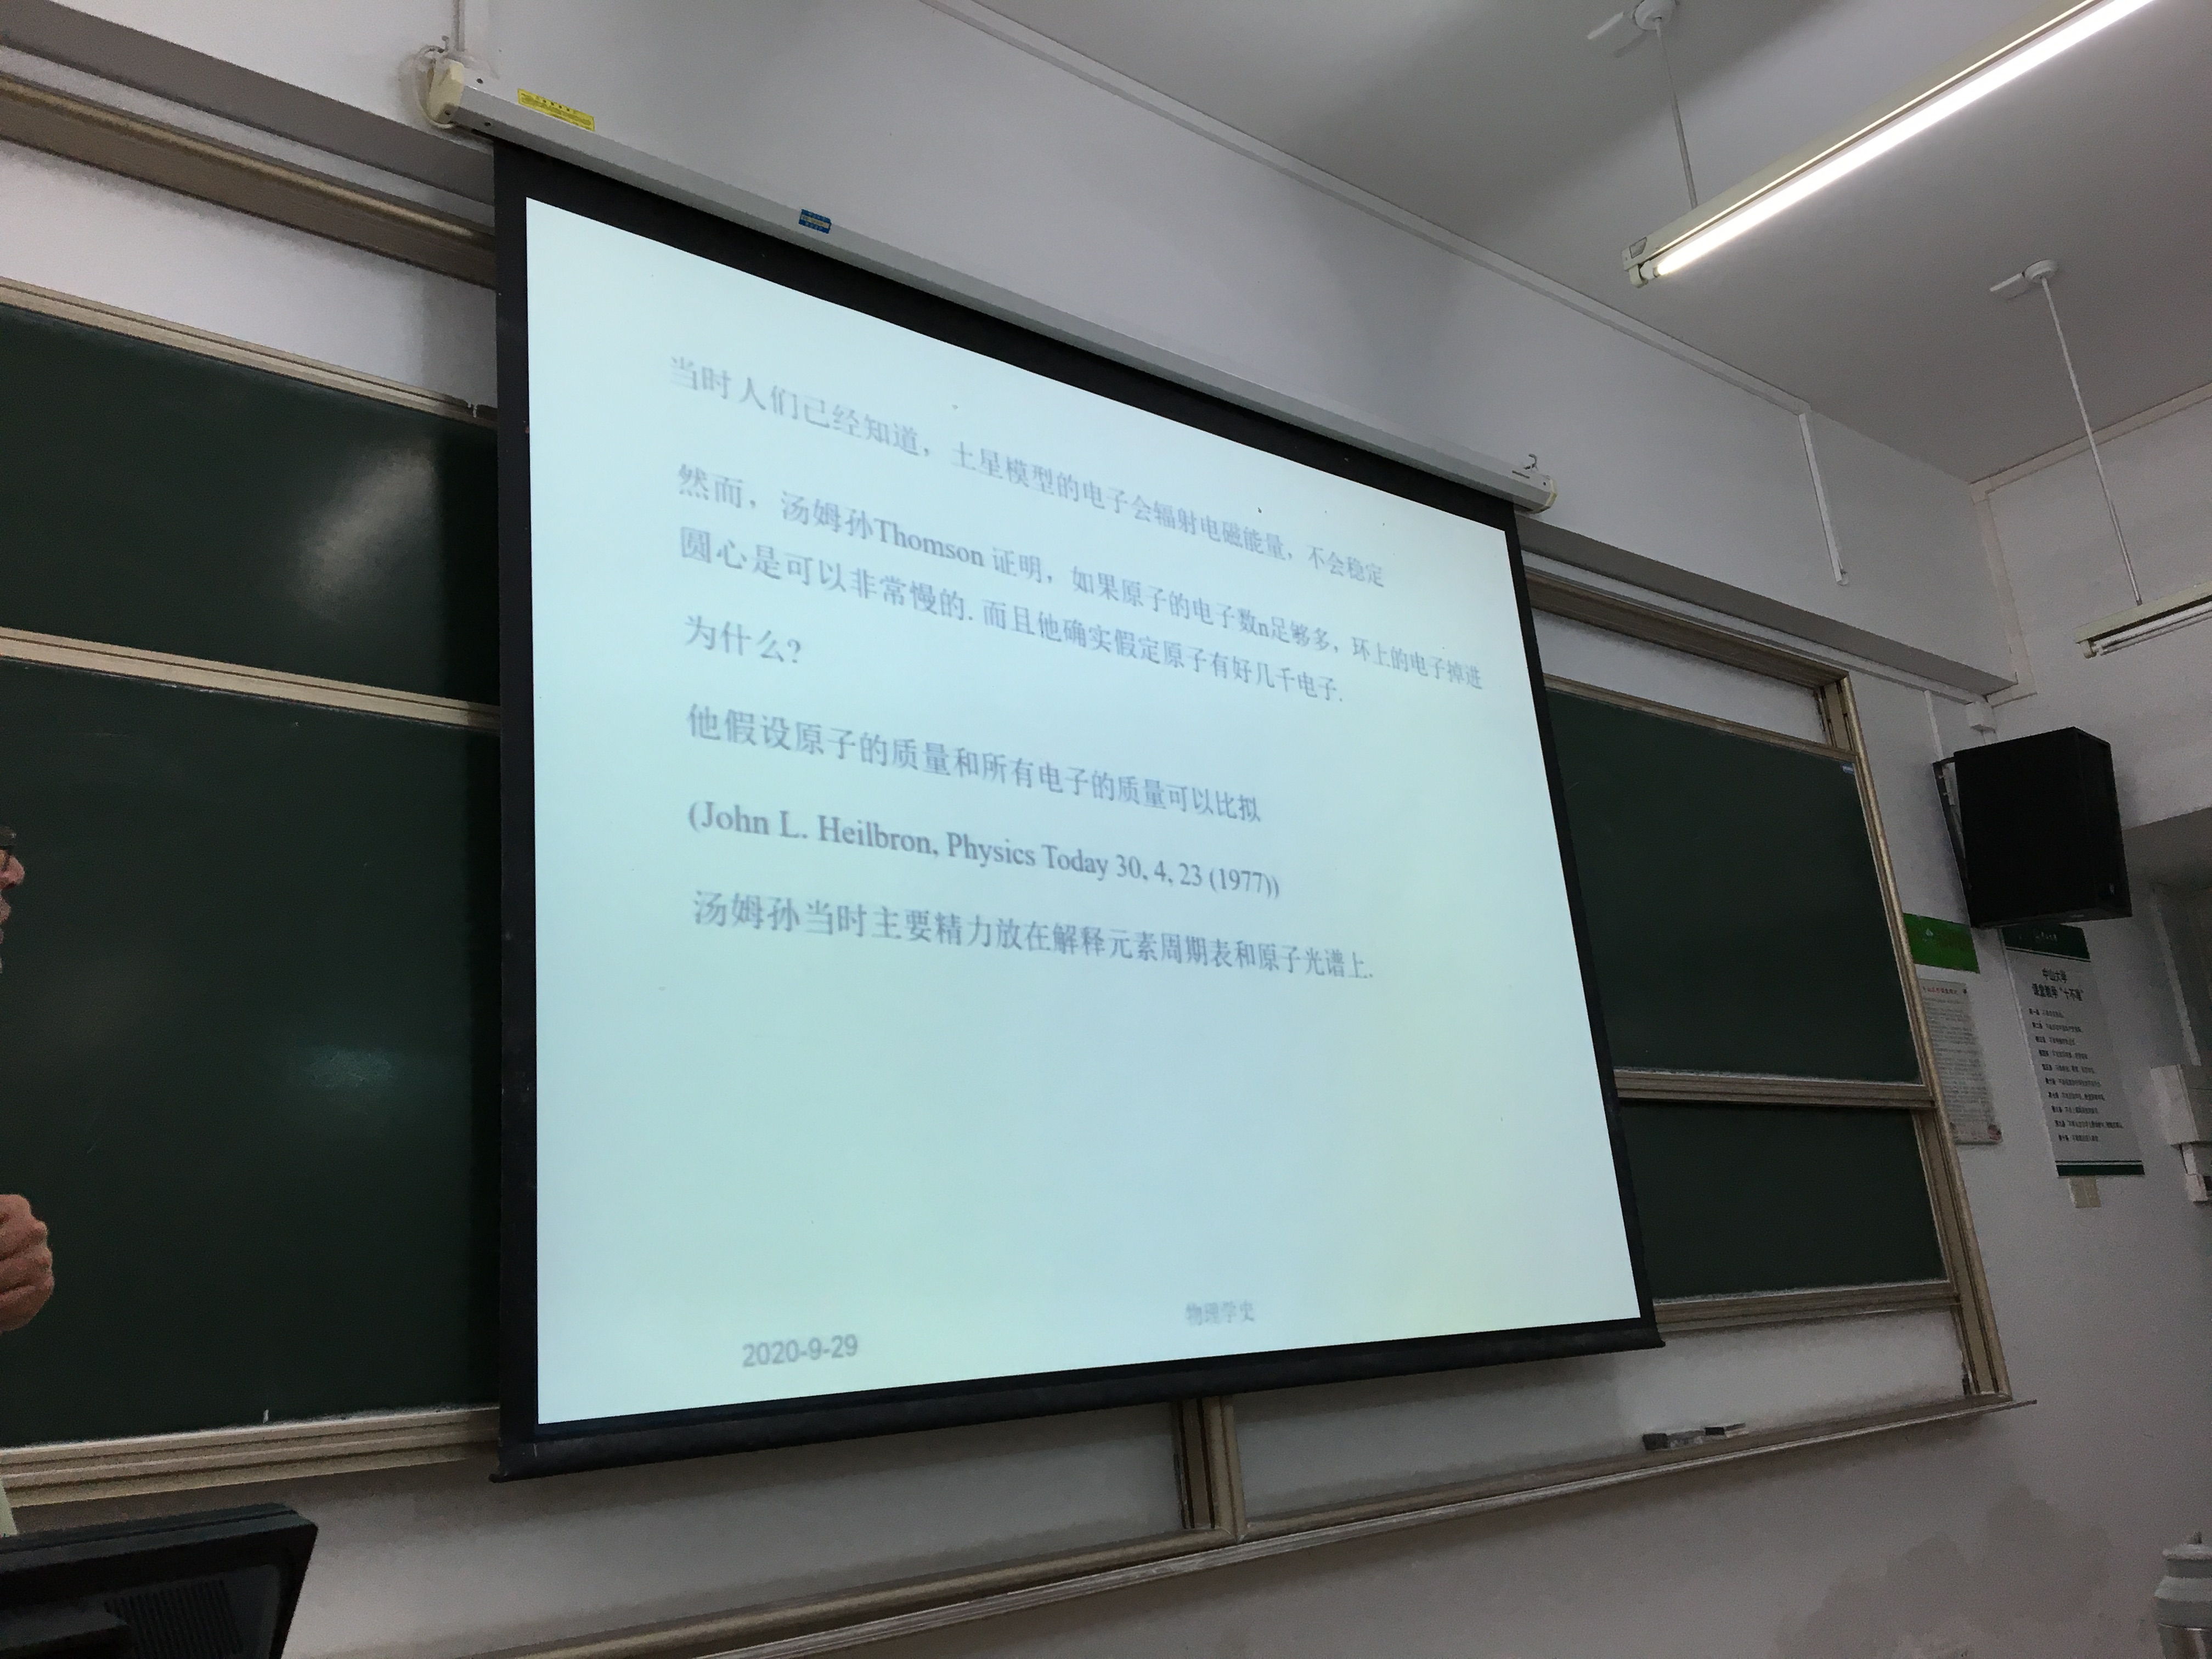 当时人们已经知道，土星模型的电子会辐射电磁能量，不会稳定
然而，汤姆孙Thomson 证明，如果原子的电子数n足够多，环上的电子掉进
圆心是可以非常慢的. 而且他确实假定原子有好几千电子.
为什么?
他假设原子的质量和所有电子的质量可以比拟
(John L. Heilbron, Physics Today 30, 4, 23 (1977))
汤姆孙当时主要精力放在解释元素周期表和原子光谱上.
2020-9-29
物理学史
中山大学
课堂教学“十不准”